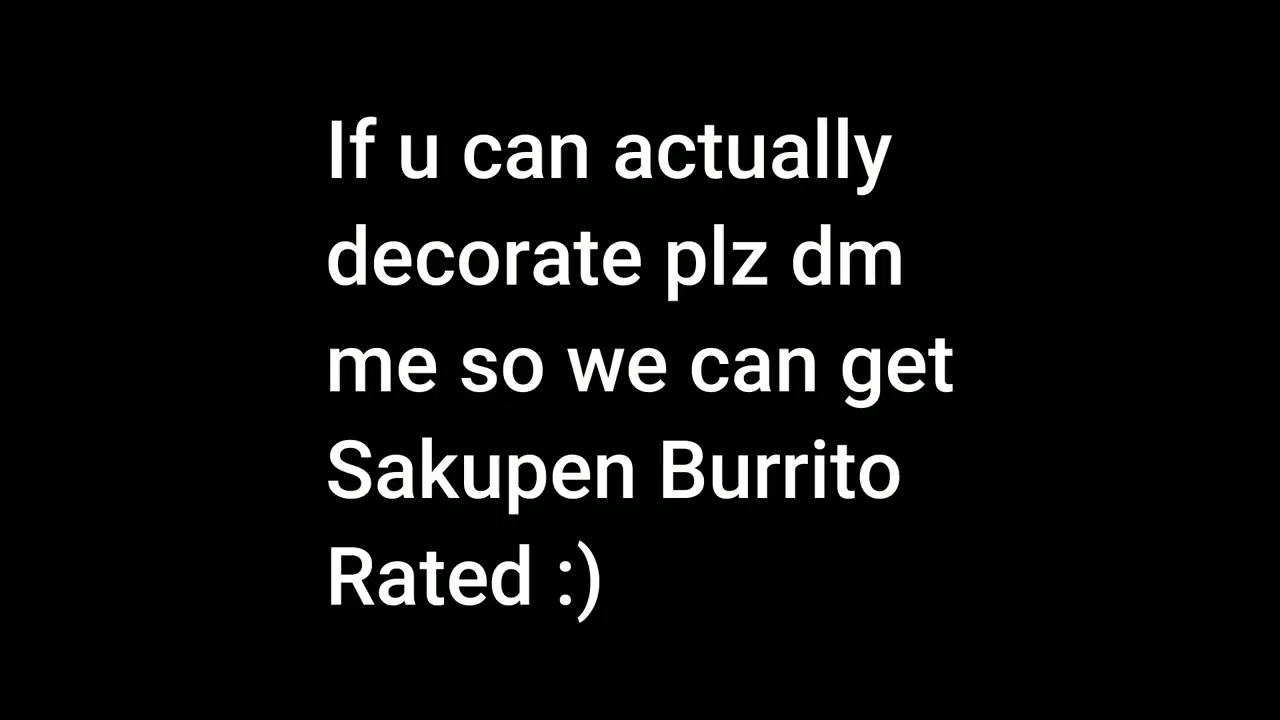 If u can actually
decorate plz dm
me so we can get
Sakupen Burrito
Rated :)